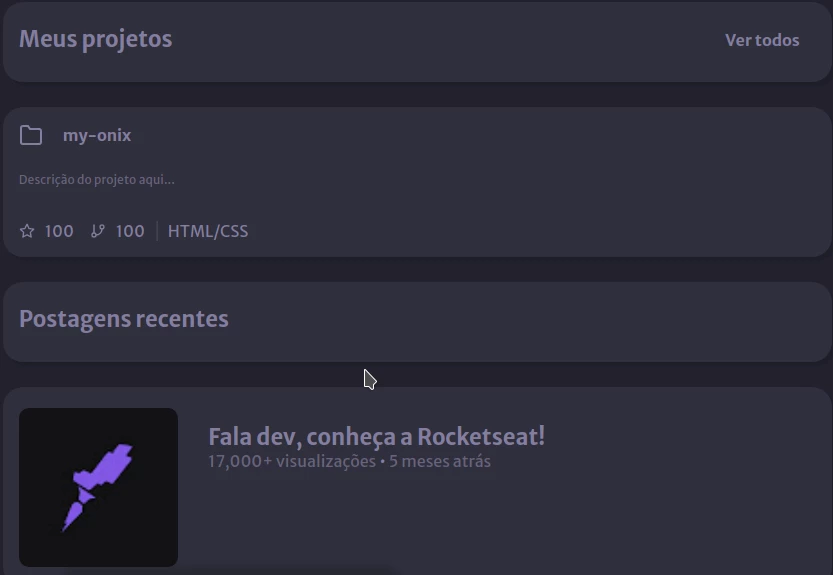 Meus projetos
Ver todos
my-onix
Descrição do projeto aqui...
100 100 HTML/CSS
Postagens recentes
Fala dev, conheça a Rocketseat!
17,000+ visualizações • 5 meses atrás